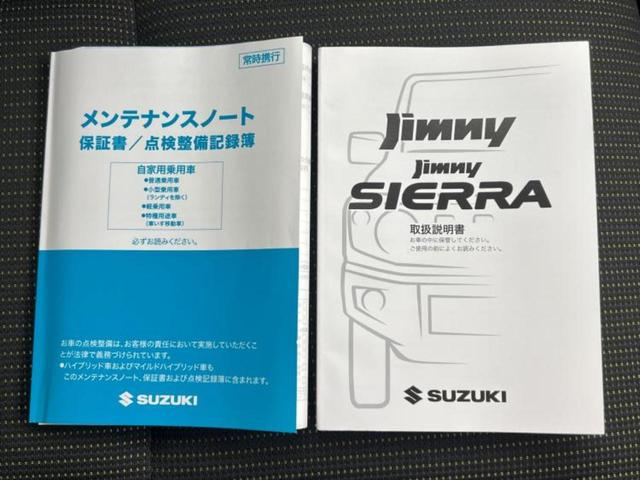 常時携行
メンテナンスノート
保証書／点検整備記録簿
自家用乗用車
●普通乗用車
●小型乗用車
(ランディを除く)
●軽乗用車
●特種用途車
(車いす移動車)
必ずお読みください。
お車の点検整備は、お客様の責任において実施していただくこ
とが法律で義務づけられています。
●ハイブリッド車およびマイルドハイブリッド車も
このメンテナンスノート、保証書および点検記録簿に含まれます。
SUZUKI
Jimny
Jimny
SIERRA
取扱説明書
お車の中に保管してください。
ご使用の前によくお読みください。
SUZUKI